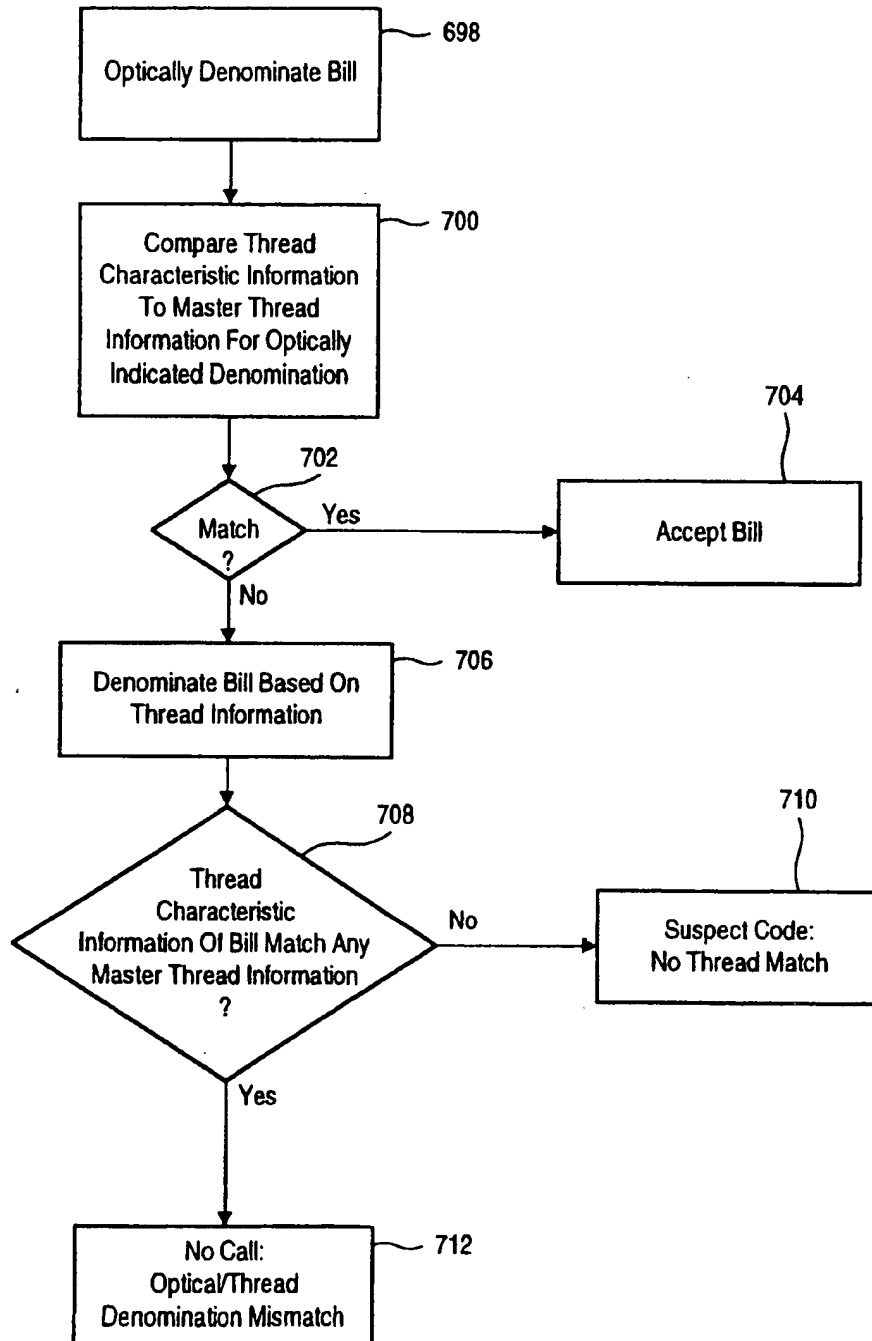 698
Optically Denominate Bill
700
Compare Thread
Characteristic Information
To Master Thread
Information For Optically
Indicated Denomination
702
704
Match
?
Yes
Accept Bill
No
706
Denominate Bill Based On
Thread Information
708
710
Thread
Characteristic
Information Of Bill Match Any
Master Thread Information
?
No
Suspect Code:
No Thread Match
Yes
712
No Call:
Optical/Thread
Denomination Mismatch